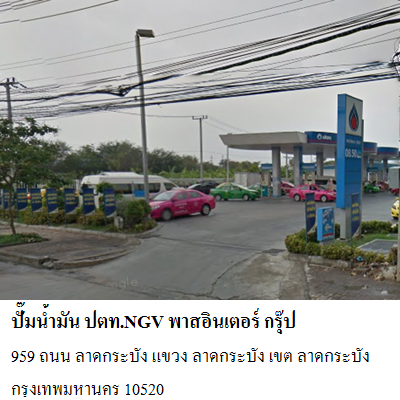 ปั๊มน้ำมัน ปตท.NGV พาสอินเตอร์ กรุ๊ป
959 ถนน ลาดกระบัง แขวง ลาดกระบัง เขต ลาดกระบัง
กรุงเทพมหานคร 10520